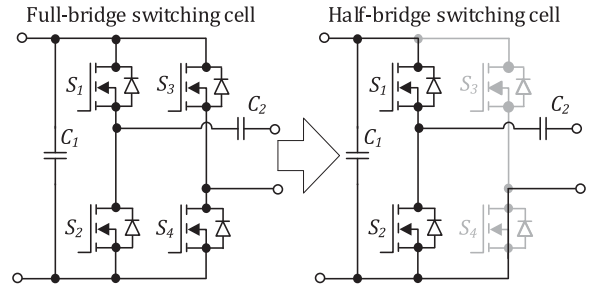 Full-bridge switching cell
Half-bridge switching cell
S1
S3
C2
C1
S2
S4
S1
S3
C2
C1
S2
S4